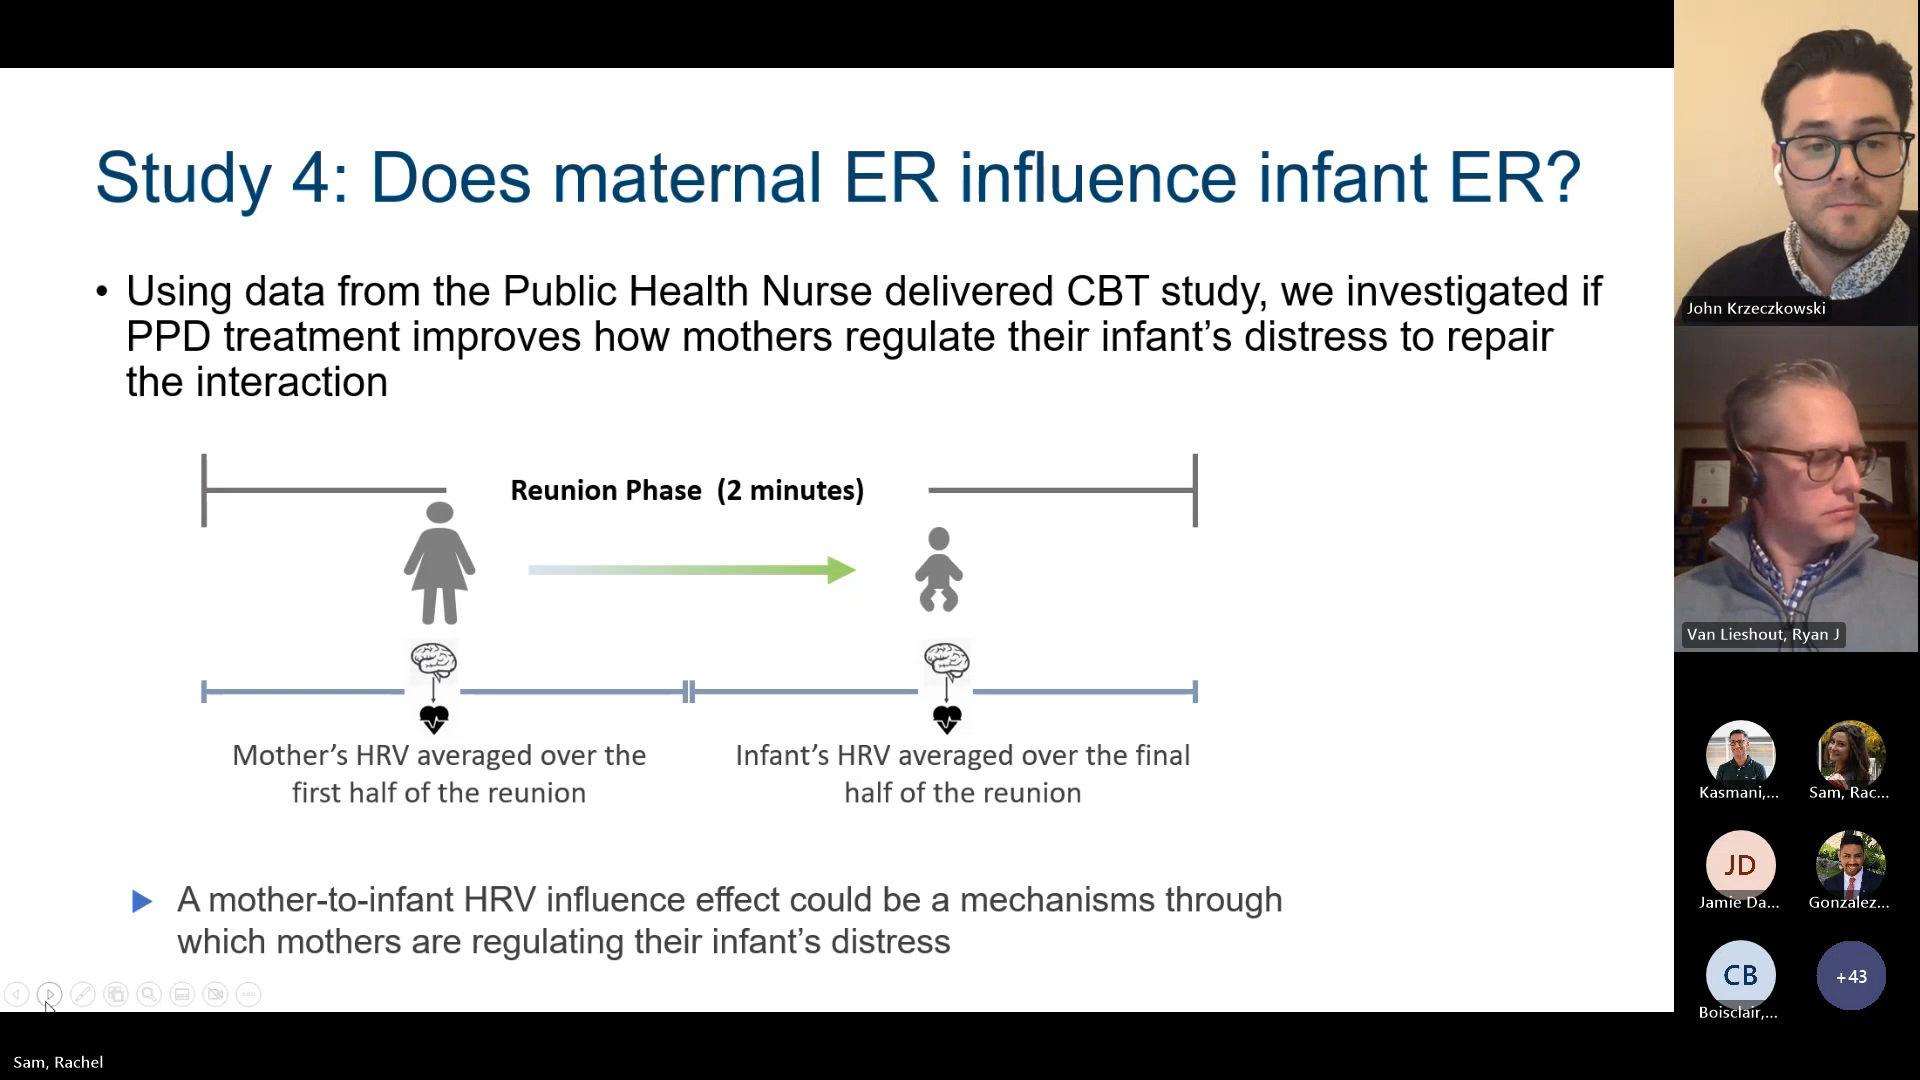 Study 4: Does maternal ER influence infant ER?
• Using data from the Public Health Nurse delivered CBT study, we investigated if
PPD treatment improves how mothers regulate their infant’s distress to repair
the interaction
Reunion Phase (2 minutes)
Mother’s HRV averaged over the
first half of the reunion
Infant’s HRV averaged over the final
half of the reunion
A mother-to-infant HRV influence effect could be a mechanisms through
which mothers are regulating their infant’s distress
Sam, Rachel
John Krzeczkowski
Van Lieshout, Ryan J
Kasmani,...
Sam, Rac...
JD
Jamie Da...
Gonzalez...
CB
Boisclair,...
+43